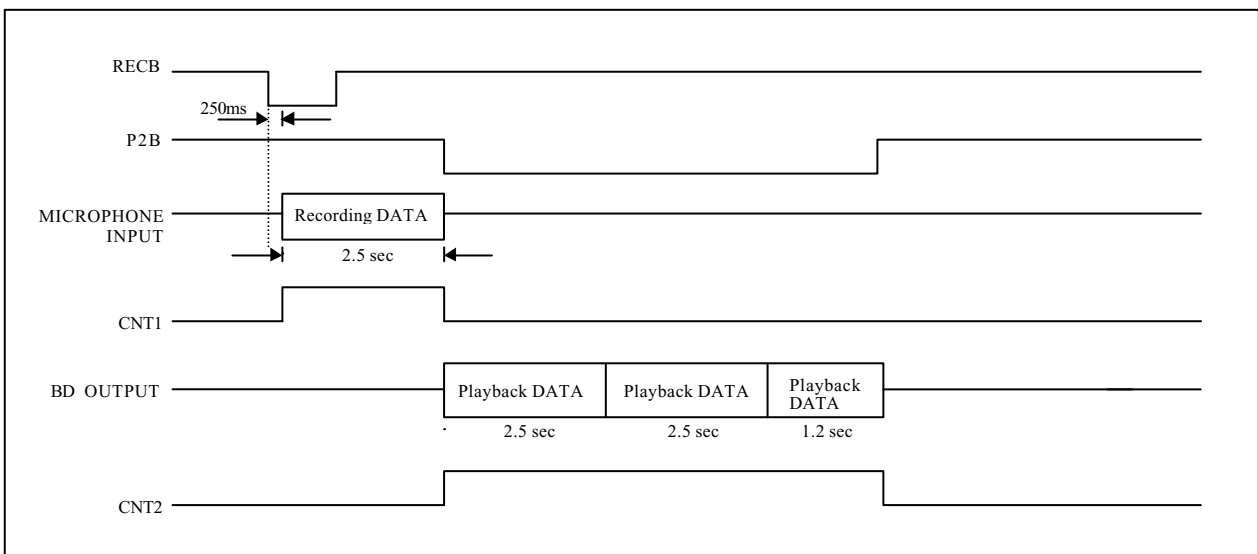 RECB
250ms
P2B
MICROPHONE
INPUT
Recording DATA
2.5 sec
CNT1
BD OUTPUT
Playback DATA
Playback DATA
Playback
DATA
2.5 sec
2.5 sec
1.2 sec
CNT2